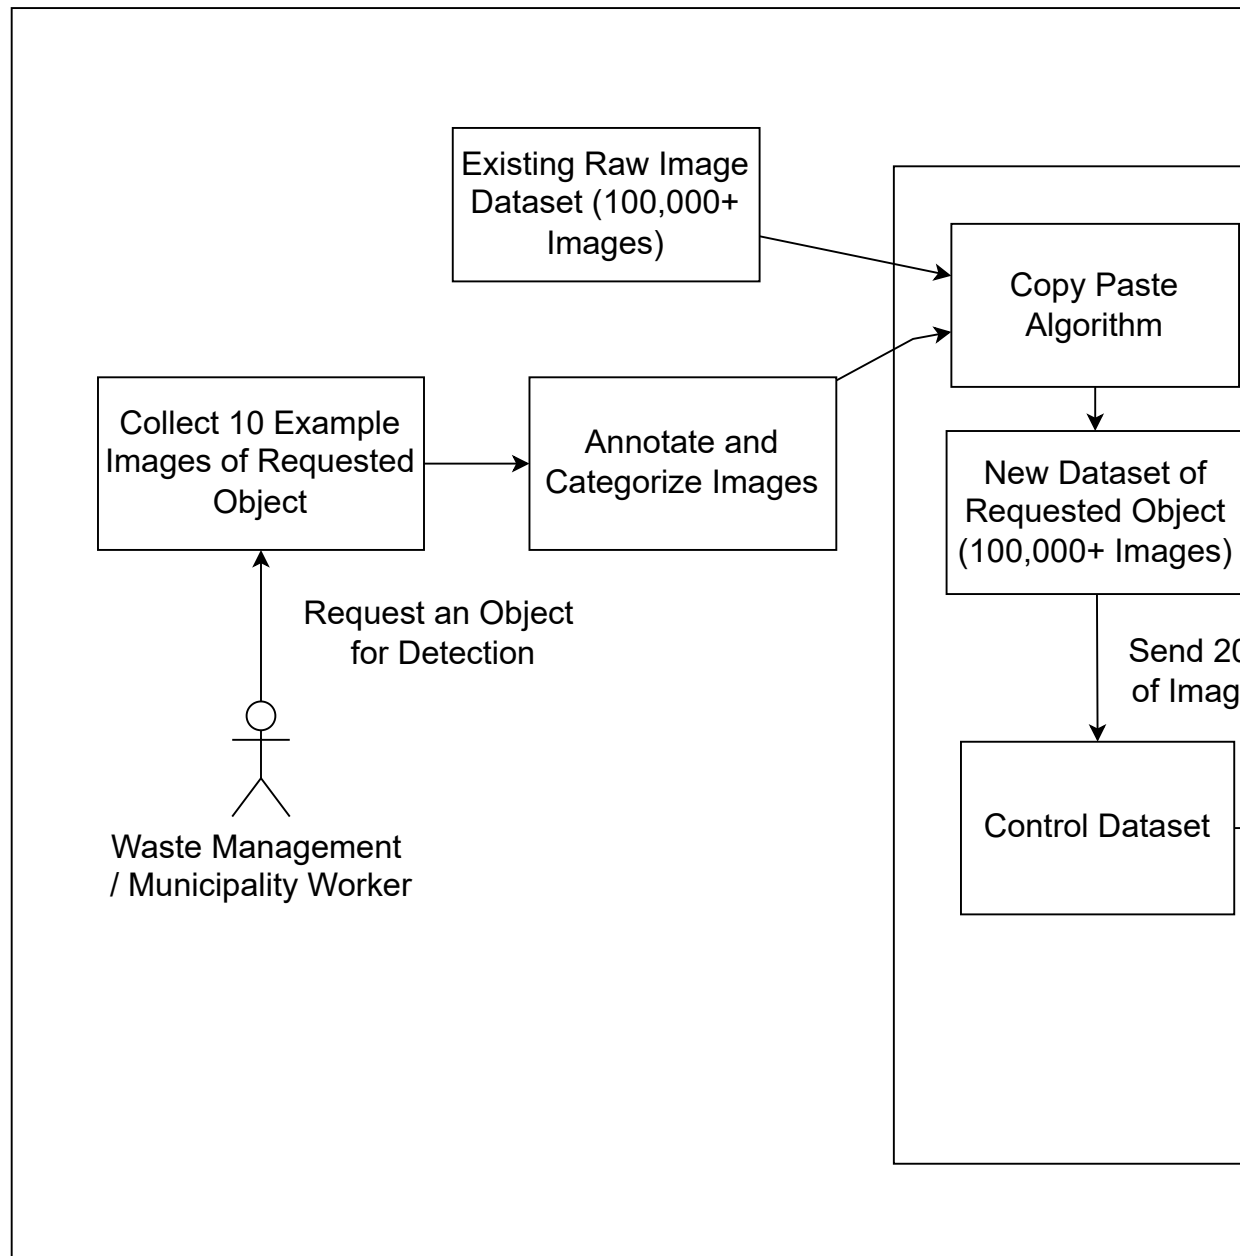 Existing Raw Image
Dataset (100,000+
Images)
Copy Paste
Algorithm
Collect 10 Example
Images of Requested
Object
Annotate and
Categorize Images
New Dataset of
Requested Object
(100,000+ Images)
Request an Object
for Detection
Send
of
Control Dataset
Waste Management
/ Municipality Worker